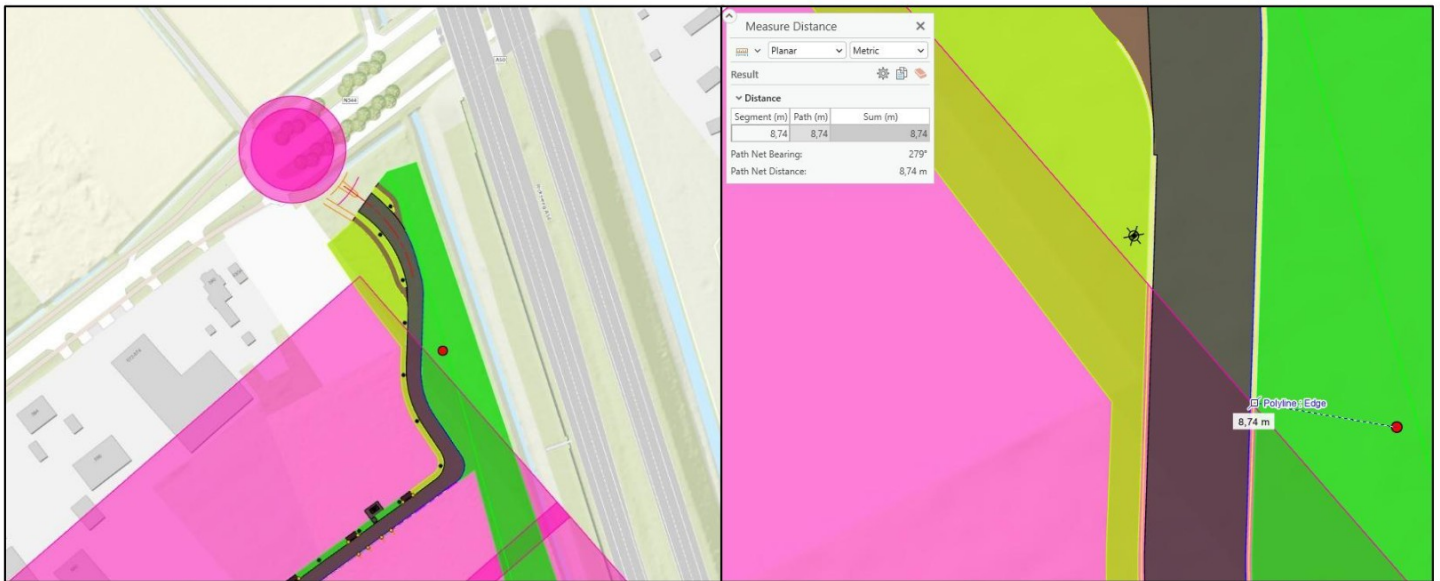 A50
N344
Measure Distance
Planar
Metric
Result
Distance
Segment (m) Path (m) Sum (m)
8,74 8,74 8,74
Path Net Bearing: 279°
Path Net Distance: 8,74 m
Polyline: Edge
8,74 m